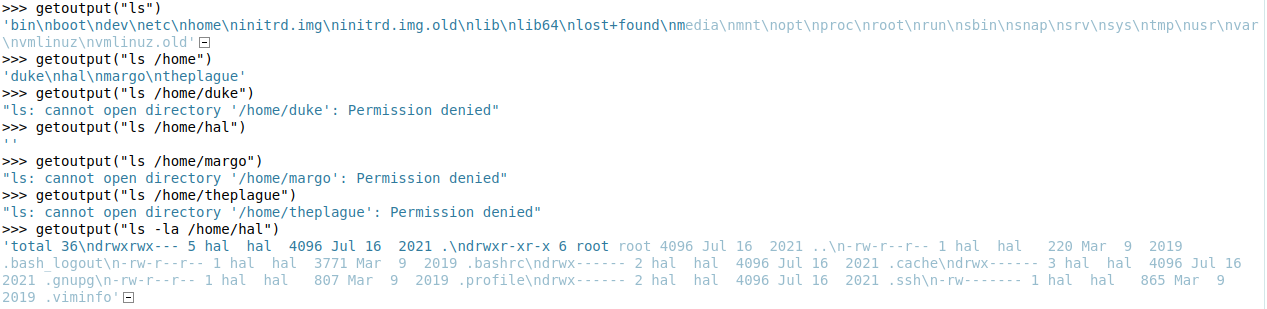 >>> getoutput("ls")
'bin\nboot\ndev\netc\nhome\ninitrd.img\ninitrd.img.old\nlib\nlib64\nlost+found\nmedia\nmnt\nopt\nproc\nroot\nrun\nsbin\nsnap\nsrv\nsys\ntmp\nusr\nvar
\nvmlinuz\nvmlinuz.old'
>>> getoutput("ls /home")
'duke\nhal\nmargo\ntheplague'
>>> getoutput("ls /home/duke")
"ls: cannot open directory '/home/duke': Permission denied"
>>> getoutput("ls /home/hal")
''
>>> getoutput("ls /home/margo")
"ls: cannot open directory '/home/margo': Permission denied"
>>> getoutput("ls /home/theplague")
"ls: cannot open directory '/home/theplague': Permission denied"
>>> getoutput("ls -la /home/hal")
'total 36\ndrwxrwx--- 5 hal  hal  4096 Jul 16  2021 .\ndrwxr-xr-x 6 root root 4096 Jul 16  2021 ..\n-rw-r--r-- 1 hal  hal   220 Mar  9  2019
.bash_logout\n-rw-r--r-- 1 hal  hal  3771 Mar  9  2019 .bashrc\ndrwx------ 2 hal  hal  4096 Jul 16  2021 .cache\ndrwx------ 3 hal  hal  4096 Jul 16
2021 .gnupg\n-rw-r--r-- 1 hal  hal   807 Mar  9  2019 .profile\ndrwx------ 2 hal  hal  4096 Jul 16  2021 .ssh\n-rw------- 1 hal  hal   865 Mar  9
2019 .viminfo'